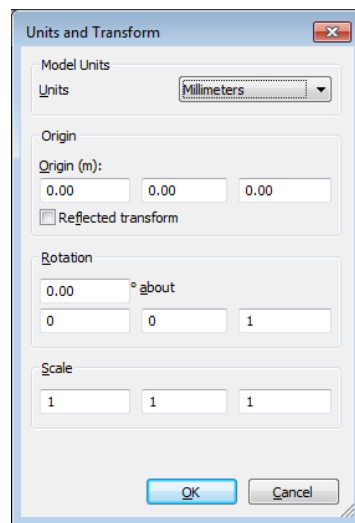 Units and Transform
Model Units
Units Millimeters
Origin
Origin (m):
0.00 0.00 0.00
Reflected transform
Rotation
0.00 ° about
0 0 1
Scale
1 1 1
OK Cancel